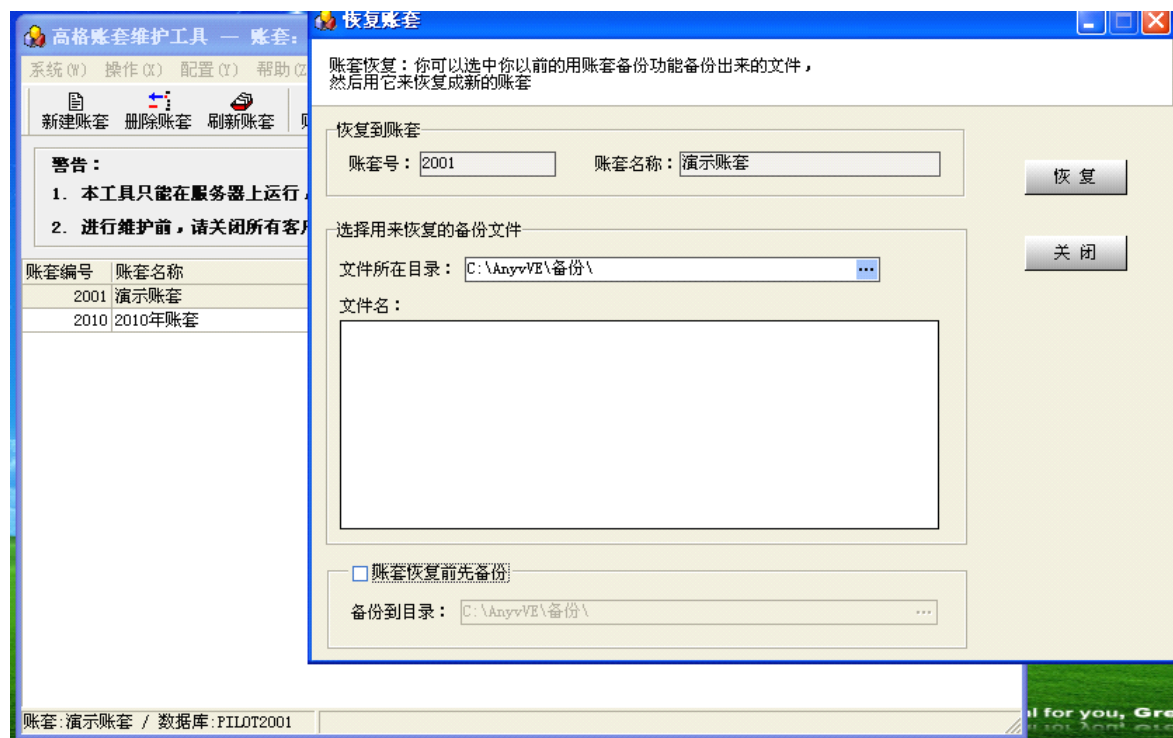 高格账套维护工具 — 账套:
系统(W) 操作(X) 配置(Y) 帮助(Z
新建账套 删除账套 刷新账套
警告：
1. 本工具只能在服务器上运行，
2. 进行维护前，请关闭所有客户
账套编号 账套名称
2001 演示账套
2010 2010年账套
账套:演示账套 / 数据库:PILOT2001
恢复账套
账套恢复：你可以选中你以前的用账套备份功能备份出来的文件，
然后用它来恢复成新的账套
恢复到账套
账套号： 2001 账套名称： 演示账套
恢 复
选择用来恢复的备份文件
关 闭
文件所在目录： C:\AnyvVE\备份\ ...
文件名：
账套恢复前先备份
备份到目录： C:\AnyvVE\备份\ ...
l for you, Gre